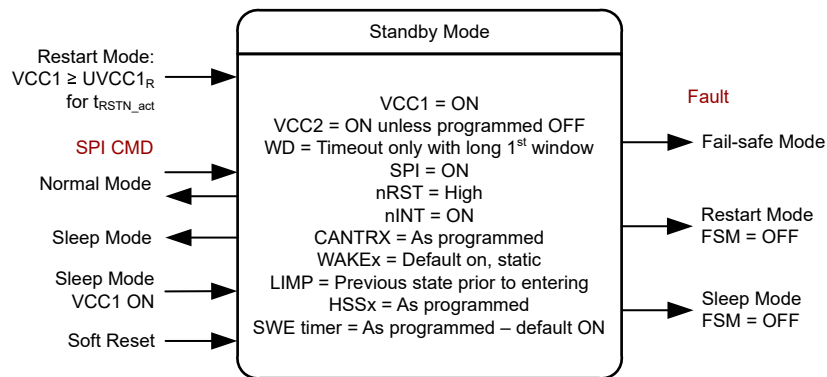 Standby Mode
Restart Mode:
VCC1 ≥ UVCC1R
for tRSTN_act
SPI CMD
Normal Mode
Sleep Mode
Sleep Mode
VCC1 ON
Soft Reset
VCC1 = ON
VCC2 = ON unless programmed OFF
WD = Timeout only with long 1st window
SPI = ON
nRST = High
nINT = ON
CANTRX = As programmed
WAKEx = Default on, static
LIMP = Previous state prior to entering
HSSx = As programmed
SWE timer = As programmed – default ON
Fault
Fail-safe Mode
Restart Mode
FSM = OFF
Sleep Mode
FSM = OFF